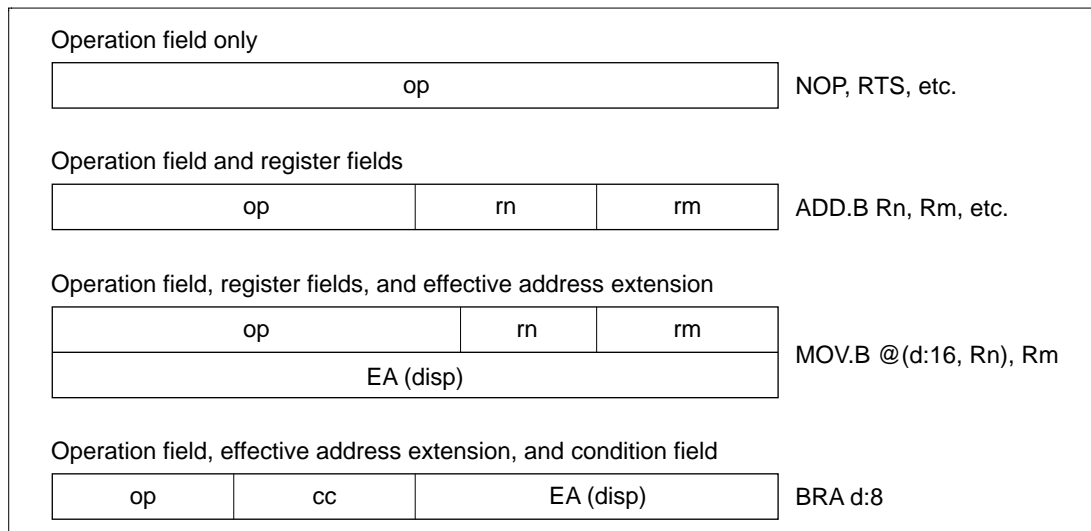 Operation field only
op NOP, RTS, etc.
Operation field and register fields
op rn rm ADD.B Rn, Rm, etc.
Operation field, register fields, and effective address extension
op rn rm
MOV.B @(d:16, Rn), Rm
EA (disp)
Operation field, effective address extension, and condition field
op cc EA (disp) BRA d:8